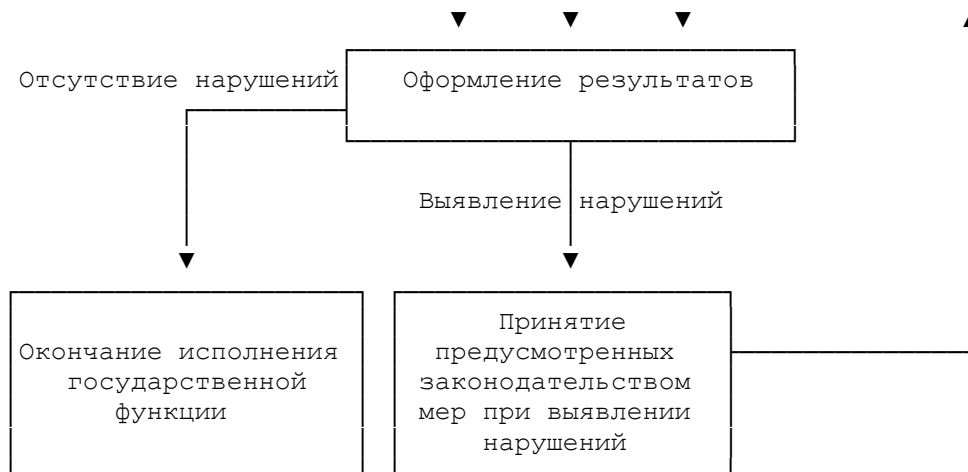 Отсутствие нарушений
Оформление результатов
Выявление нарушений
Окончание исполнения
государственной
функции
Принятие
предусмотренных
законодательством
мер при выявлении
нарушений